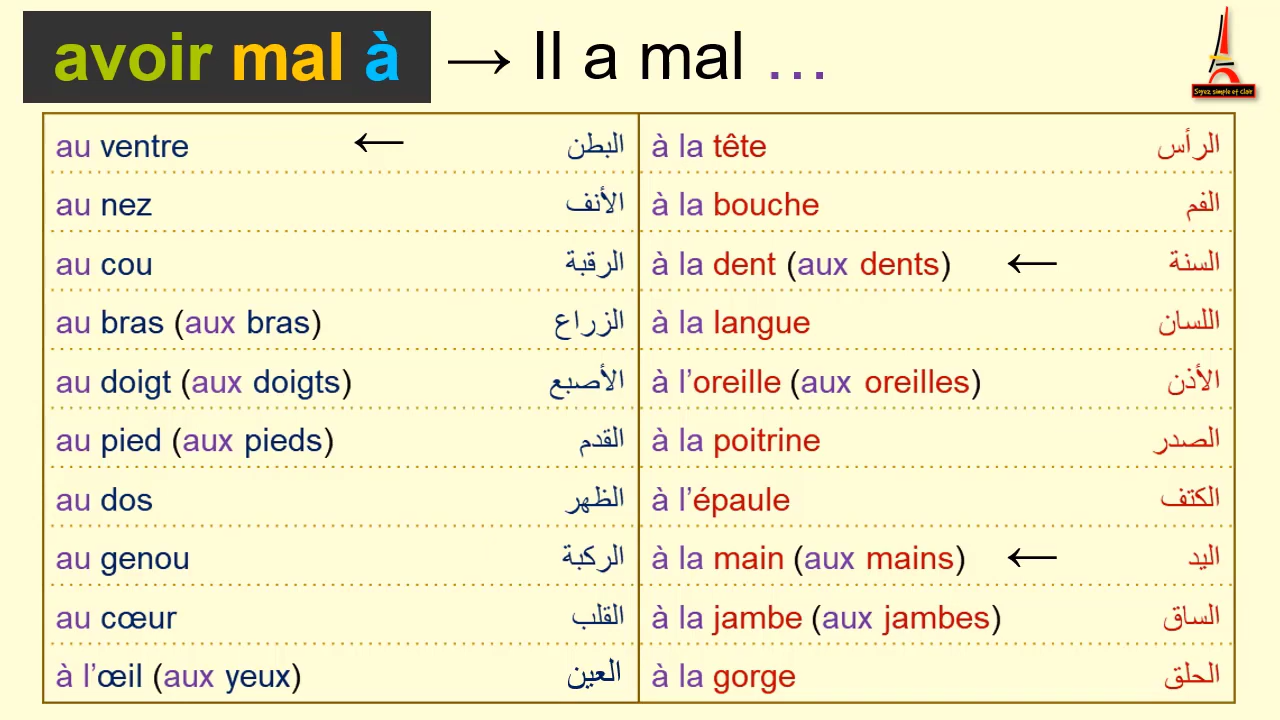 avoir mal à → Il a mal …
Soyez simple et clair
au ventre ← البطن
au nez الأنف
au cou الرقبة
au bras (aux bras) الزراع
au doigt (aux doigts) الأصبع
au pied (aux pieds) القدم
au dos الظهر
au genou الركبة
au cœur القلب
à l’œil (aux yeux) العين
à la tête الرأس
à la bouche الفم
à la dent (aux dents) ← السنة
à la langue اللسان
à l’oreille (aux oreilles) الأذن
à la poitrine الصدر
à l’épaule الكتف
à la main (aux mains) ← اليد
à la jambe (aux jambes) الساق
à la gorge الحلق